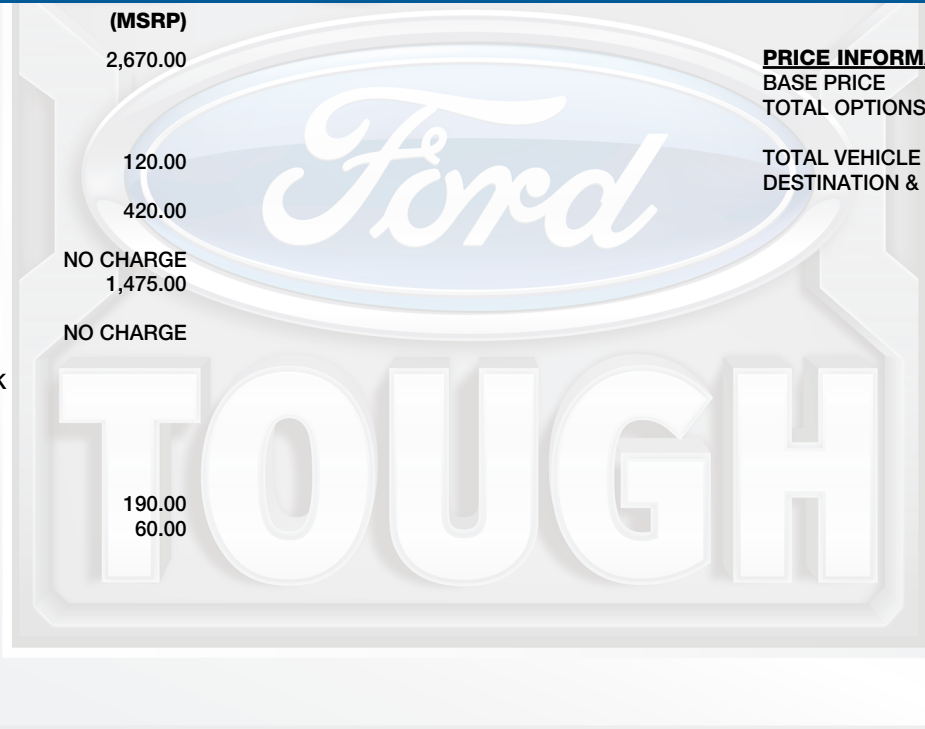 (MSRP)
2,670.00
120.00
420.00
NO CHARGE
1,475.00
NO CHARGE
K
190.00
60.00
PRICE INFORM
BASE PRICE
TOTAL OPTIONS
TOTAL VEHICLE
DESTINATION &
Ford
TOUGH